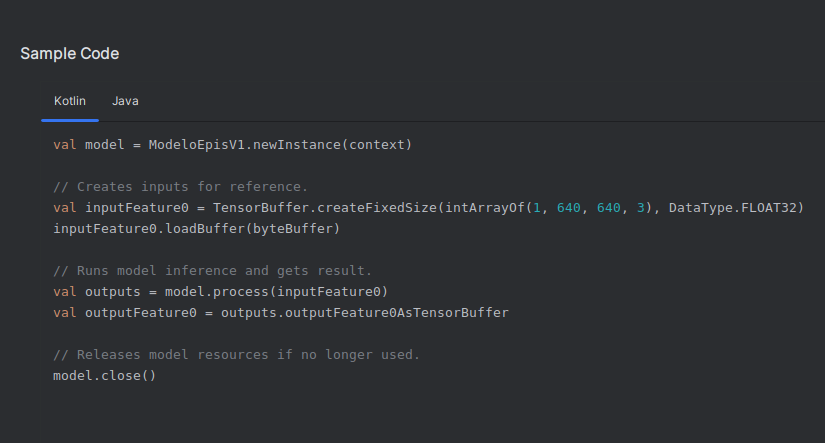 Sample Code
Kotlin Java
val model = ModeloEpisV1.newInstance(context)
// Creates inputs for reference.
val inputFeature0 = TensorBuffer.createFixedSize(intArrayOf(1, 640, 640, 3), DataType.FLOAT32)
inputFeature0.loadBuffer(byteBuffer)
// Runs model inference and gets result.
val outputs = model.process(inputFeature0)
val outputFeature0 = outputs.outputFeature0AsTensorBuffer
// Releases model resources if no longer used.
model.close()